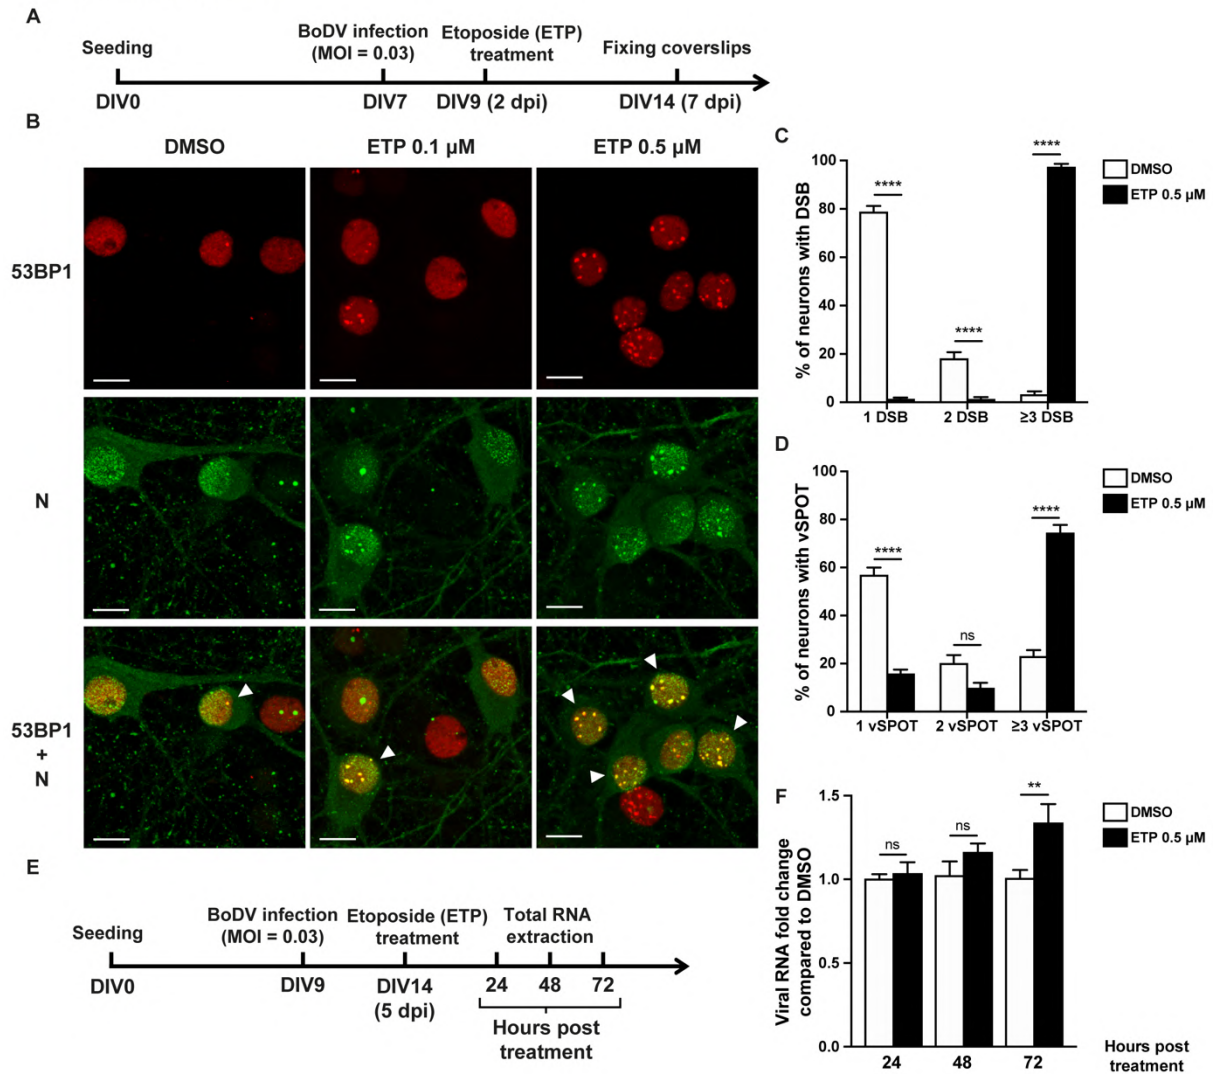 A
Seeding
BoDV infection
(MOI = 0.03)
Etoposide (ETP)
treatment
Fixing coverslips
DIV0
DIV7
DIV9 (2 dpi)
DIV14 (7 dpi)
B
DMSO
ETP 0.1 µM
ETP 0.5 µM
53BP1
N
53BP1
+
N
C
% of neurons with DSB
100
80
60
40
20
0
****
****
****
1 DSB
2 DSB
≥3 DSB
DMSO
ETP 0.5 µM
D
% of neurons with vSPOT
100
80
60
40
20
0
****
ns
****
1 vSPOT
2 vSPOT
≥3 vSPOT
DMSO
ETP 0.5 µM
E
Seeding
BoDV infection
(MOI = 0.03)
Etoposide (ETP)
treatment
Total RNA
extraction
DIV0
DIV9
DIV14
(5 dpi)
24
48
72
Hours post
treatment
F
Viral RNA fold change
compared to DMSO
1.5
1.0
0.5
0.0
ns
ns
**
24
48
72
Hours post
treatment
DMSO
ETP 0.5 µM